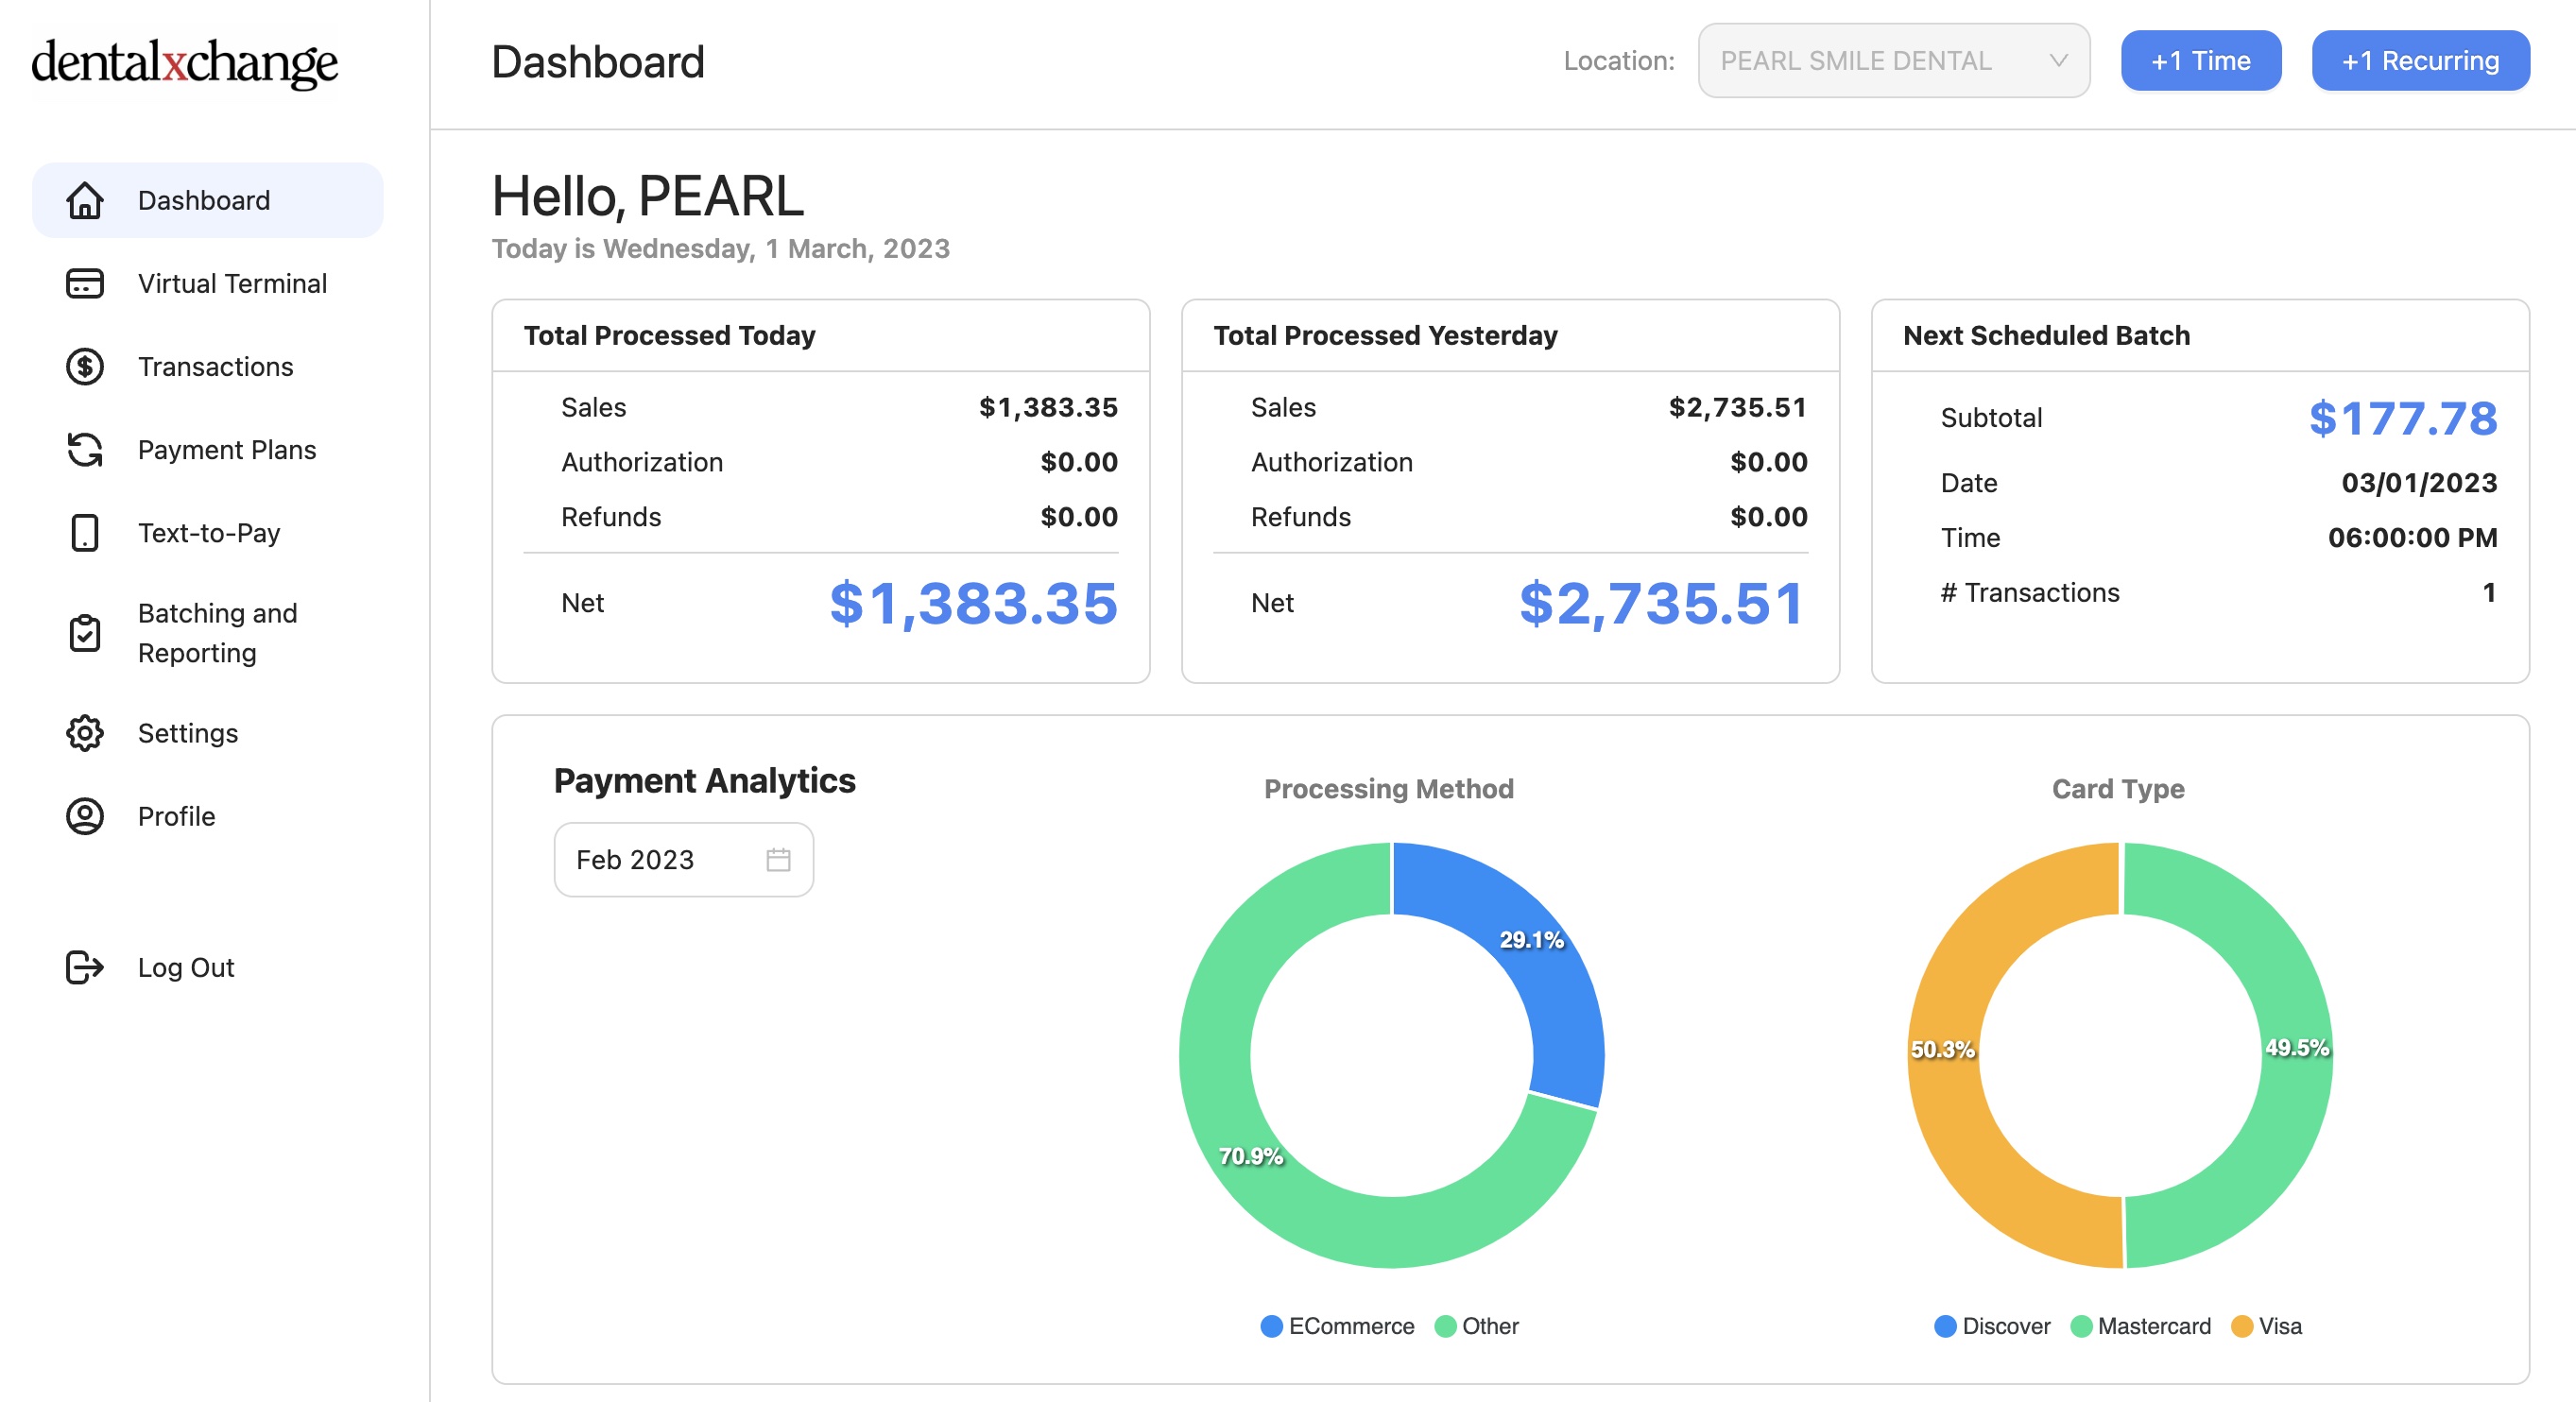 dentalxchange
Dashboard
Location:
PEARL SMILE DENTAL
+1 Time
+1 Recurring
Dashboard
Virtual Terminal
Transactions
Payment Plans
Text-to-Pay
Batching and
Reporting
Settings
Profile
Log Out
Hello, PEARL
Today is Wednesday, 1 March, 2023
Total Processed Today
Sales $1,383.35
Authorization $0.00
Refunds $0.00
Net $1,383.35
Total Processed Yesterday
Sales $2,735.51
Authorization $0.00
Refunds $0.00
Net $2,735.51
Next Scheduled Batch
Subtotal $177.78
Date 03/01/2023
Time 06:00:00 PM
# Transactions 1
Payment Analytics
Feb 2023
Processing Method
29.1%
70.9%
ECommerce Other
Card Type
50.3%
49.5%
Discover Mastercard Visa